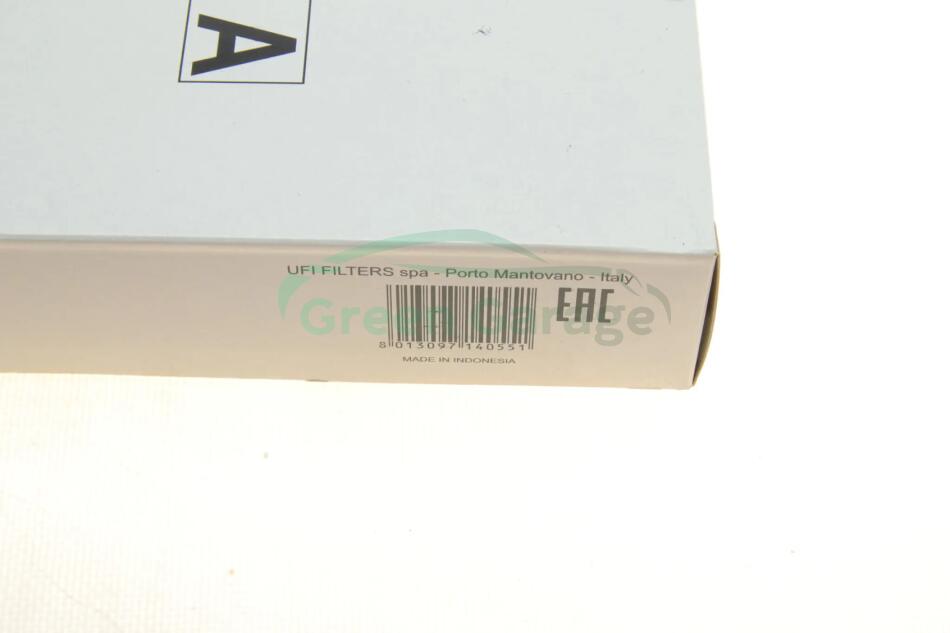 A
UFI FILTERS spa - Porto Mantovano - Italy
EAC
Green Garage
8 013097 140551
MADE IN INDONESIA